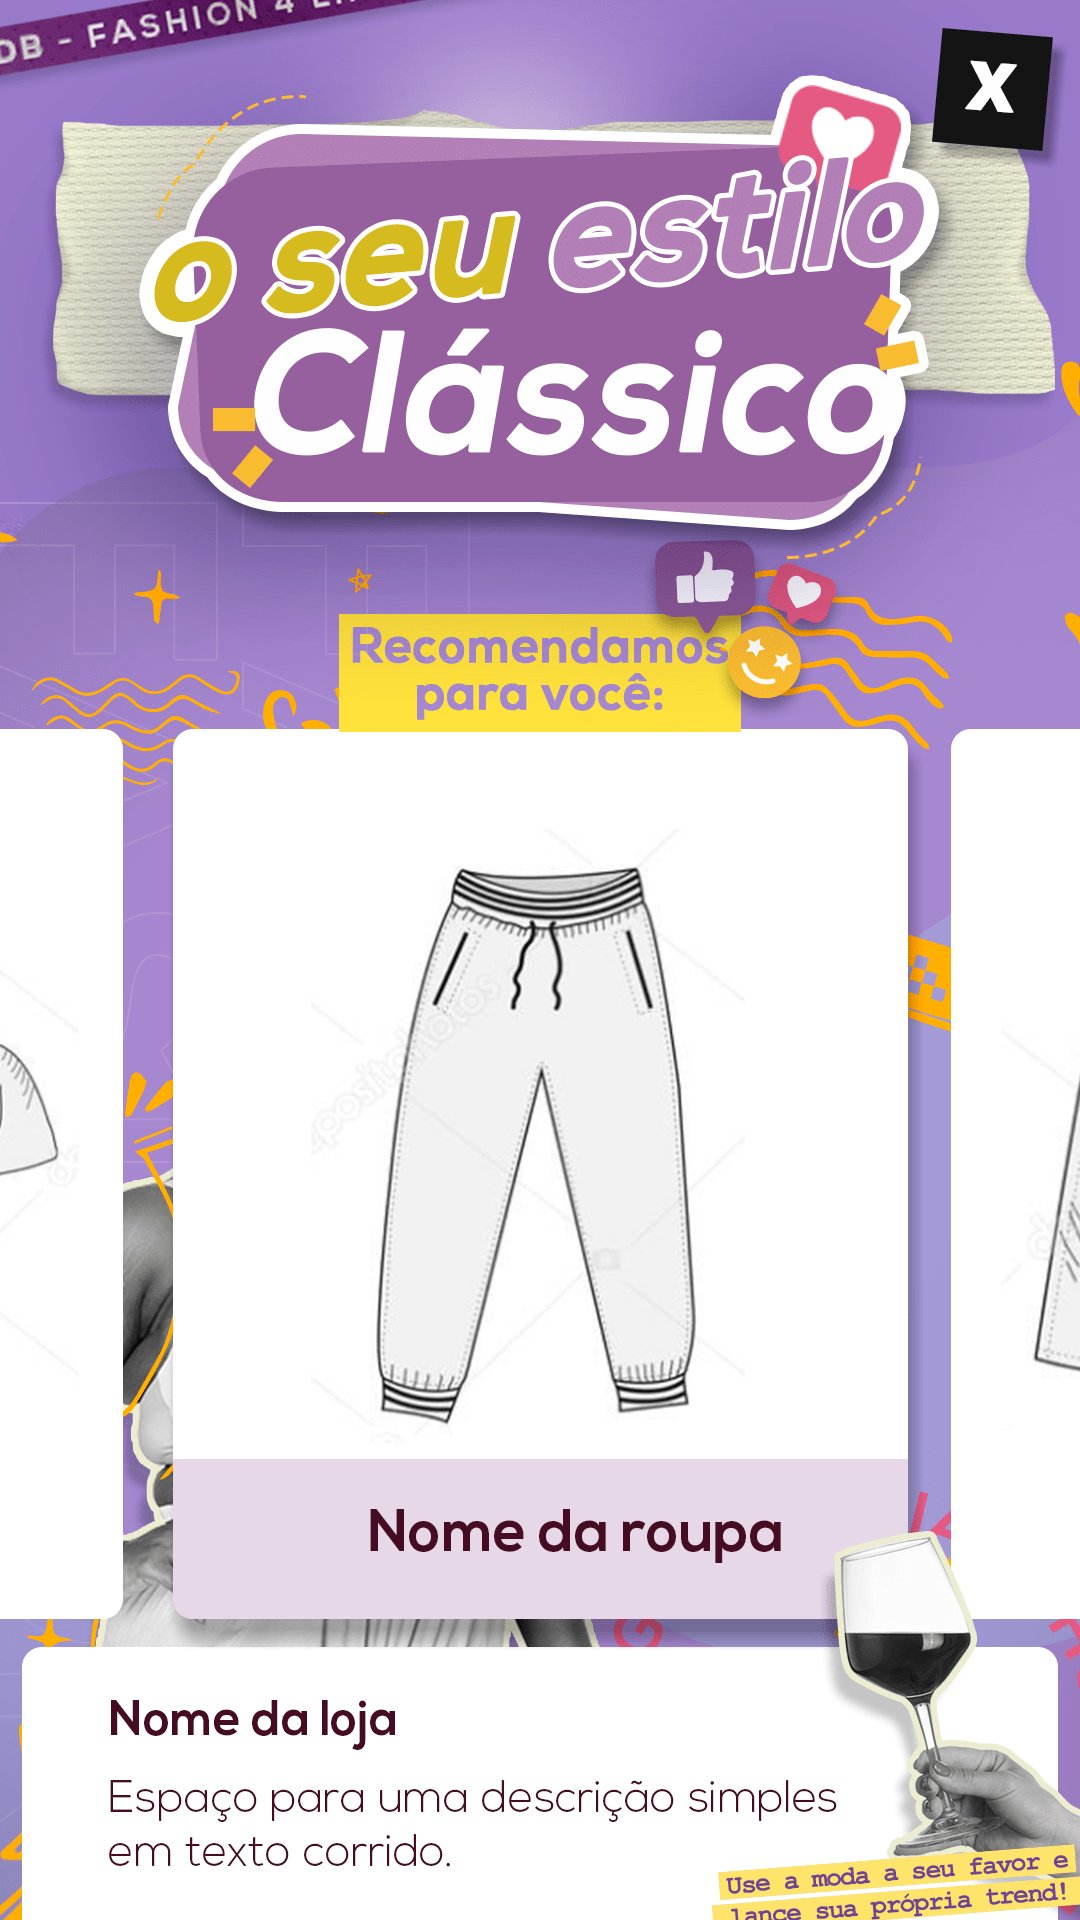 DB - FASHION 4
X
o seu estilo
Clássico
Recomendamos
para você:
Nome da roupa
Nome da loja
Espaço para uma descrição simples
em texto corrido.
Use a moda a seu favor e
lance sua própria trend!